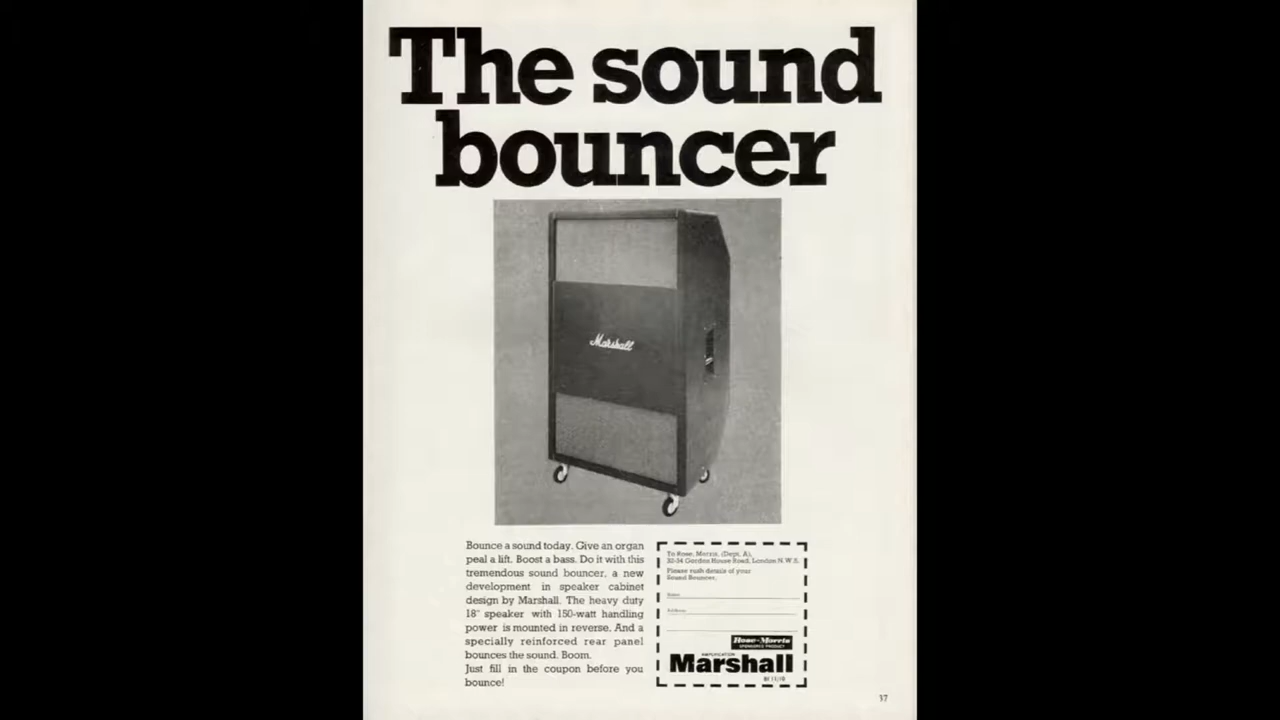 The sound
bouncer
Marshall
Bounce a sound today. Give an organ
peal a lift. Boost a bass. Do it with this
tremendous sound bouncer, a new
development in speaker cabinet
design by Marshall. The heavy duty
18" speaker with 150-watt handling
power is mounted in reverse. And a
specially reinforced rear panel
bounces the sound. Boom.
Just fill in the coupon before you
bounce!
To Rose, Morris, (Dept. A),
32-34 Gordon House Road, London N.W.5.
Please rush details of your
Sound Bouncer.
Name
Address
Rose-Morris
SPONSORED PRODUCT
AMPLIFICATION
Marshall
37